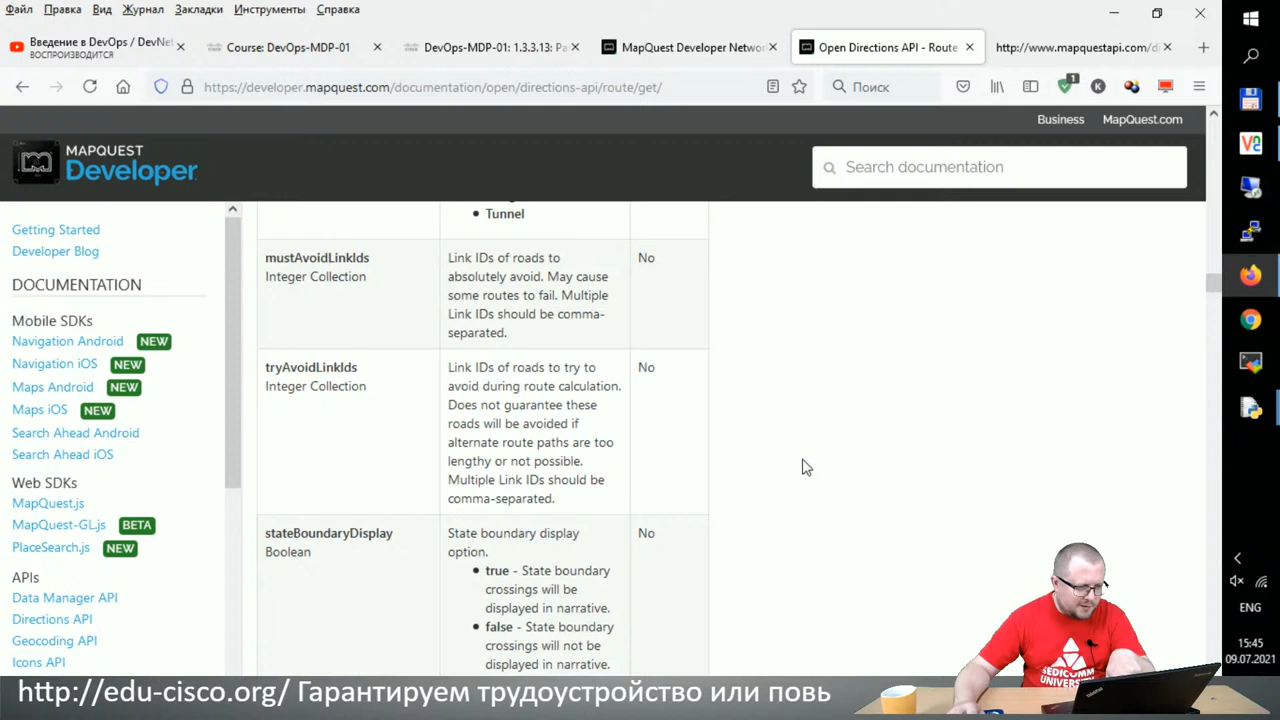 Файл Правка Вид Журнал Закладки Инструменты Справка
Введение в DevOps / DevNet
ВОСПРОИЗВОДИТСЯ
Course: DevOps-MDP-01
DevOps-MDP-01: 1.3.3.13: Pa
MapQuest Developer Networ
Open Directions API - Route
http://www.mapquestapi.com/di
https://developer.mapquest.com/documentation/open/directions-api/route/get/
Поиск
1
K
Business MapQuest.com
MAPQUEST
Developer
Search documentation
Getting Started
Developer Blog
DOCUMENTATION
Mobile SDKs
Navigation Android NEW
Navigation iOS NEW
Maps Android NEW
Maps iOS NEW
Search Ahead Android
Search Ahead iOS
Web SDKs
MapQuest.js
MapQuest-GL.js BETA
PlaceSearch.js NEW
APIs
Data Manager API
Directions API
Geocoding API
Icons API
• Tunnel
mustAvoidLinkIds
Integer Collection
Link IDs of roads to
absolutely avoid. May cause
some routes to fail. Multiple
Link IDs should be comma-
separated.
No
tryAvoidLinkIds
Integer Collection
Link IDs of roads to try to
avoid during route calculation.
Does not guarantee these
roads will be avoided if
alternate route paths are too
lengthy or not possible.
Multiple Link IDs should be
comma-separated.
No
stateBoundaryDisplay
Boolean
State boundary display
option.
• true - State boundary
crossings will be
displayed in narrative.
• false - State boundary
crossings will not be
displayed in narrative.
No
ENG
15:45
09.07.2021
SEDICOMM
UNIVERSITY
http://edu-cisco.org/ Гарантируем трудоустройство или повь